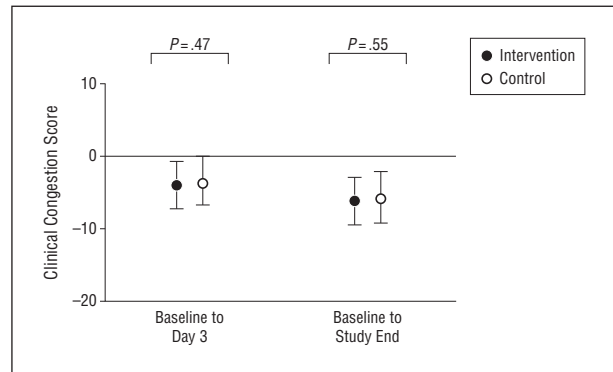 P = .47
P = .55
Intervention
Control
Clinical Congestion Score
10
0
–10
–20
Baseline to
Day 3
Baseline to
Study End